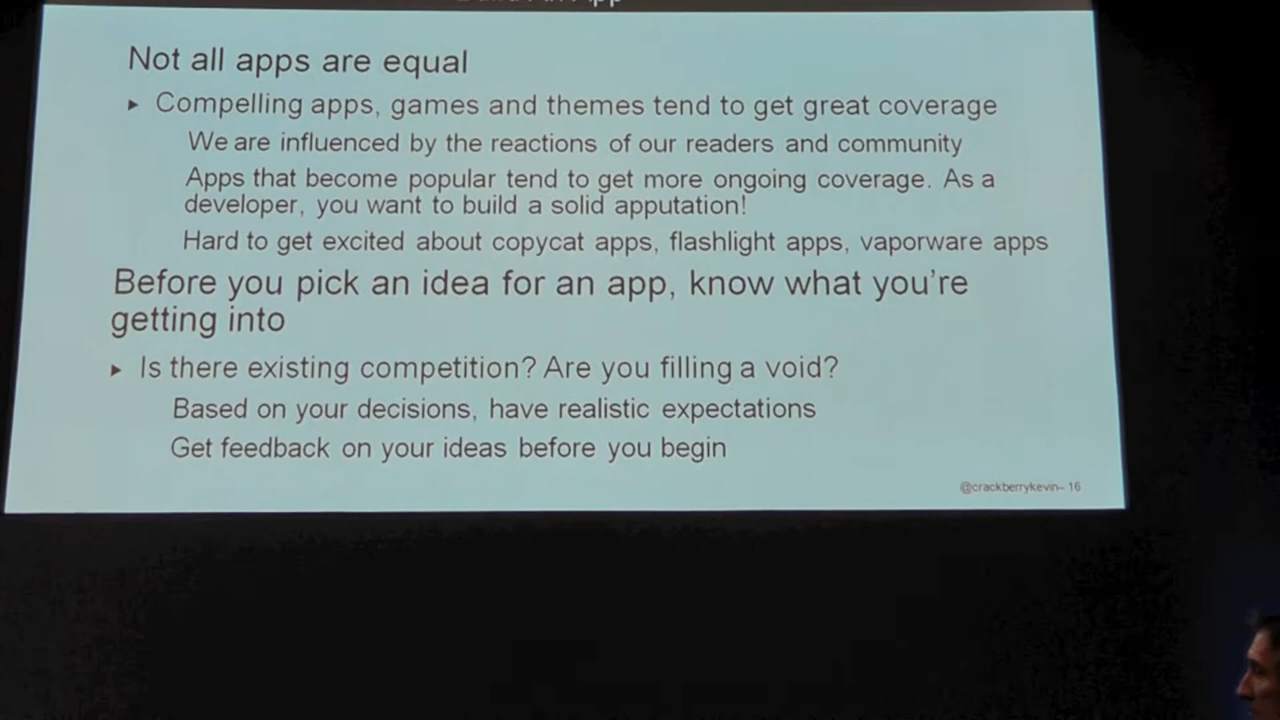 Not all apps are equal
▸ Compelling apps, games and themes tend to get great coverage
We are influenced by the reactions of our readers and community
Apps that become popular tend to get more ongoing coverage. As a
developer, you want to build a solid apputation!
Hard to get excited about copycat apps, flashlight apps, vaporware apps
Before you pick an idea for an app, know what you're
getting into
▸ Is there existing competition? Are you filling a void?
Based on your decisions, have realistic expectations
Get feedback on your ideas before you begin
@crackberrykevin– 16